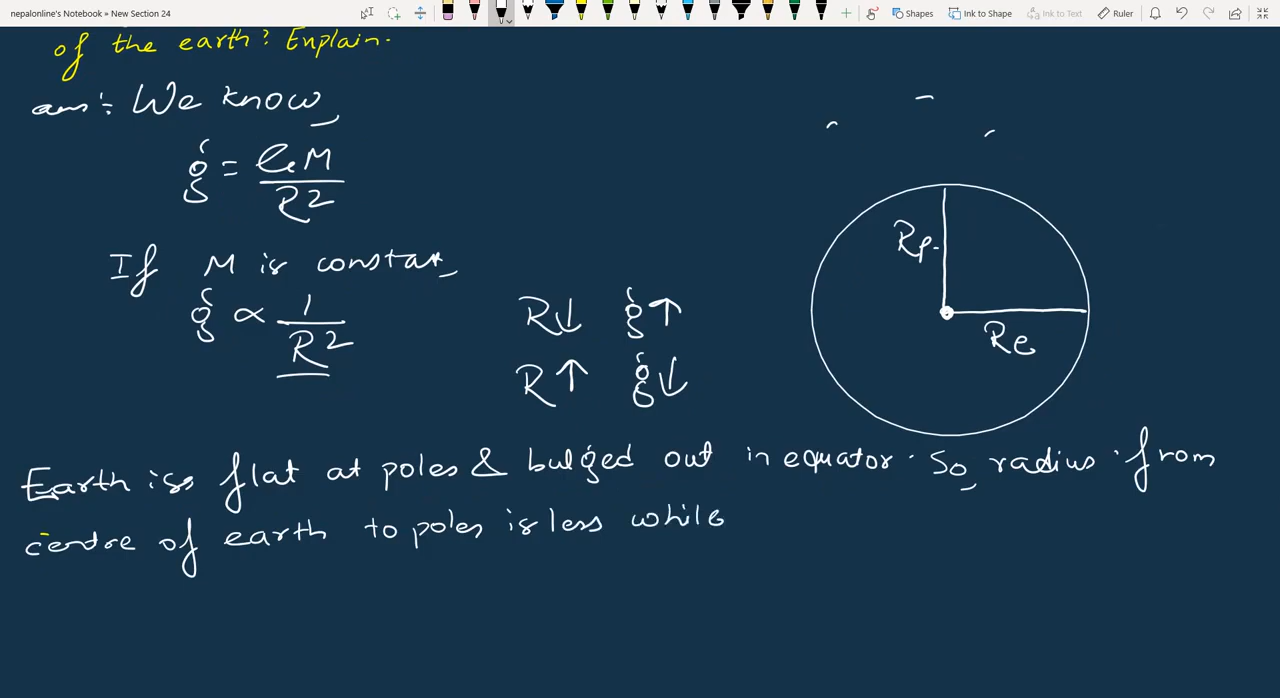 nepalonline's Notebook » New Section 24
Shapes Ink to Shape Ink to Text Ruler
of the earth? Explain.
ans: We know,
g = GM/R²
If M is constan,
g ∝ 1/R²
R↓ g↑
R↑ g↓
Rp
Re
Earth iss flat at poles & bulged out in equator. So, radius from
centre of earth to poles is less while